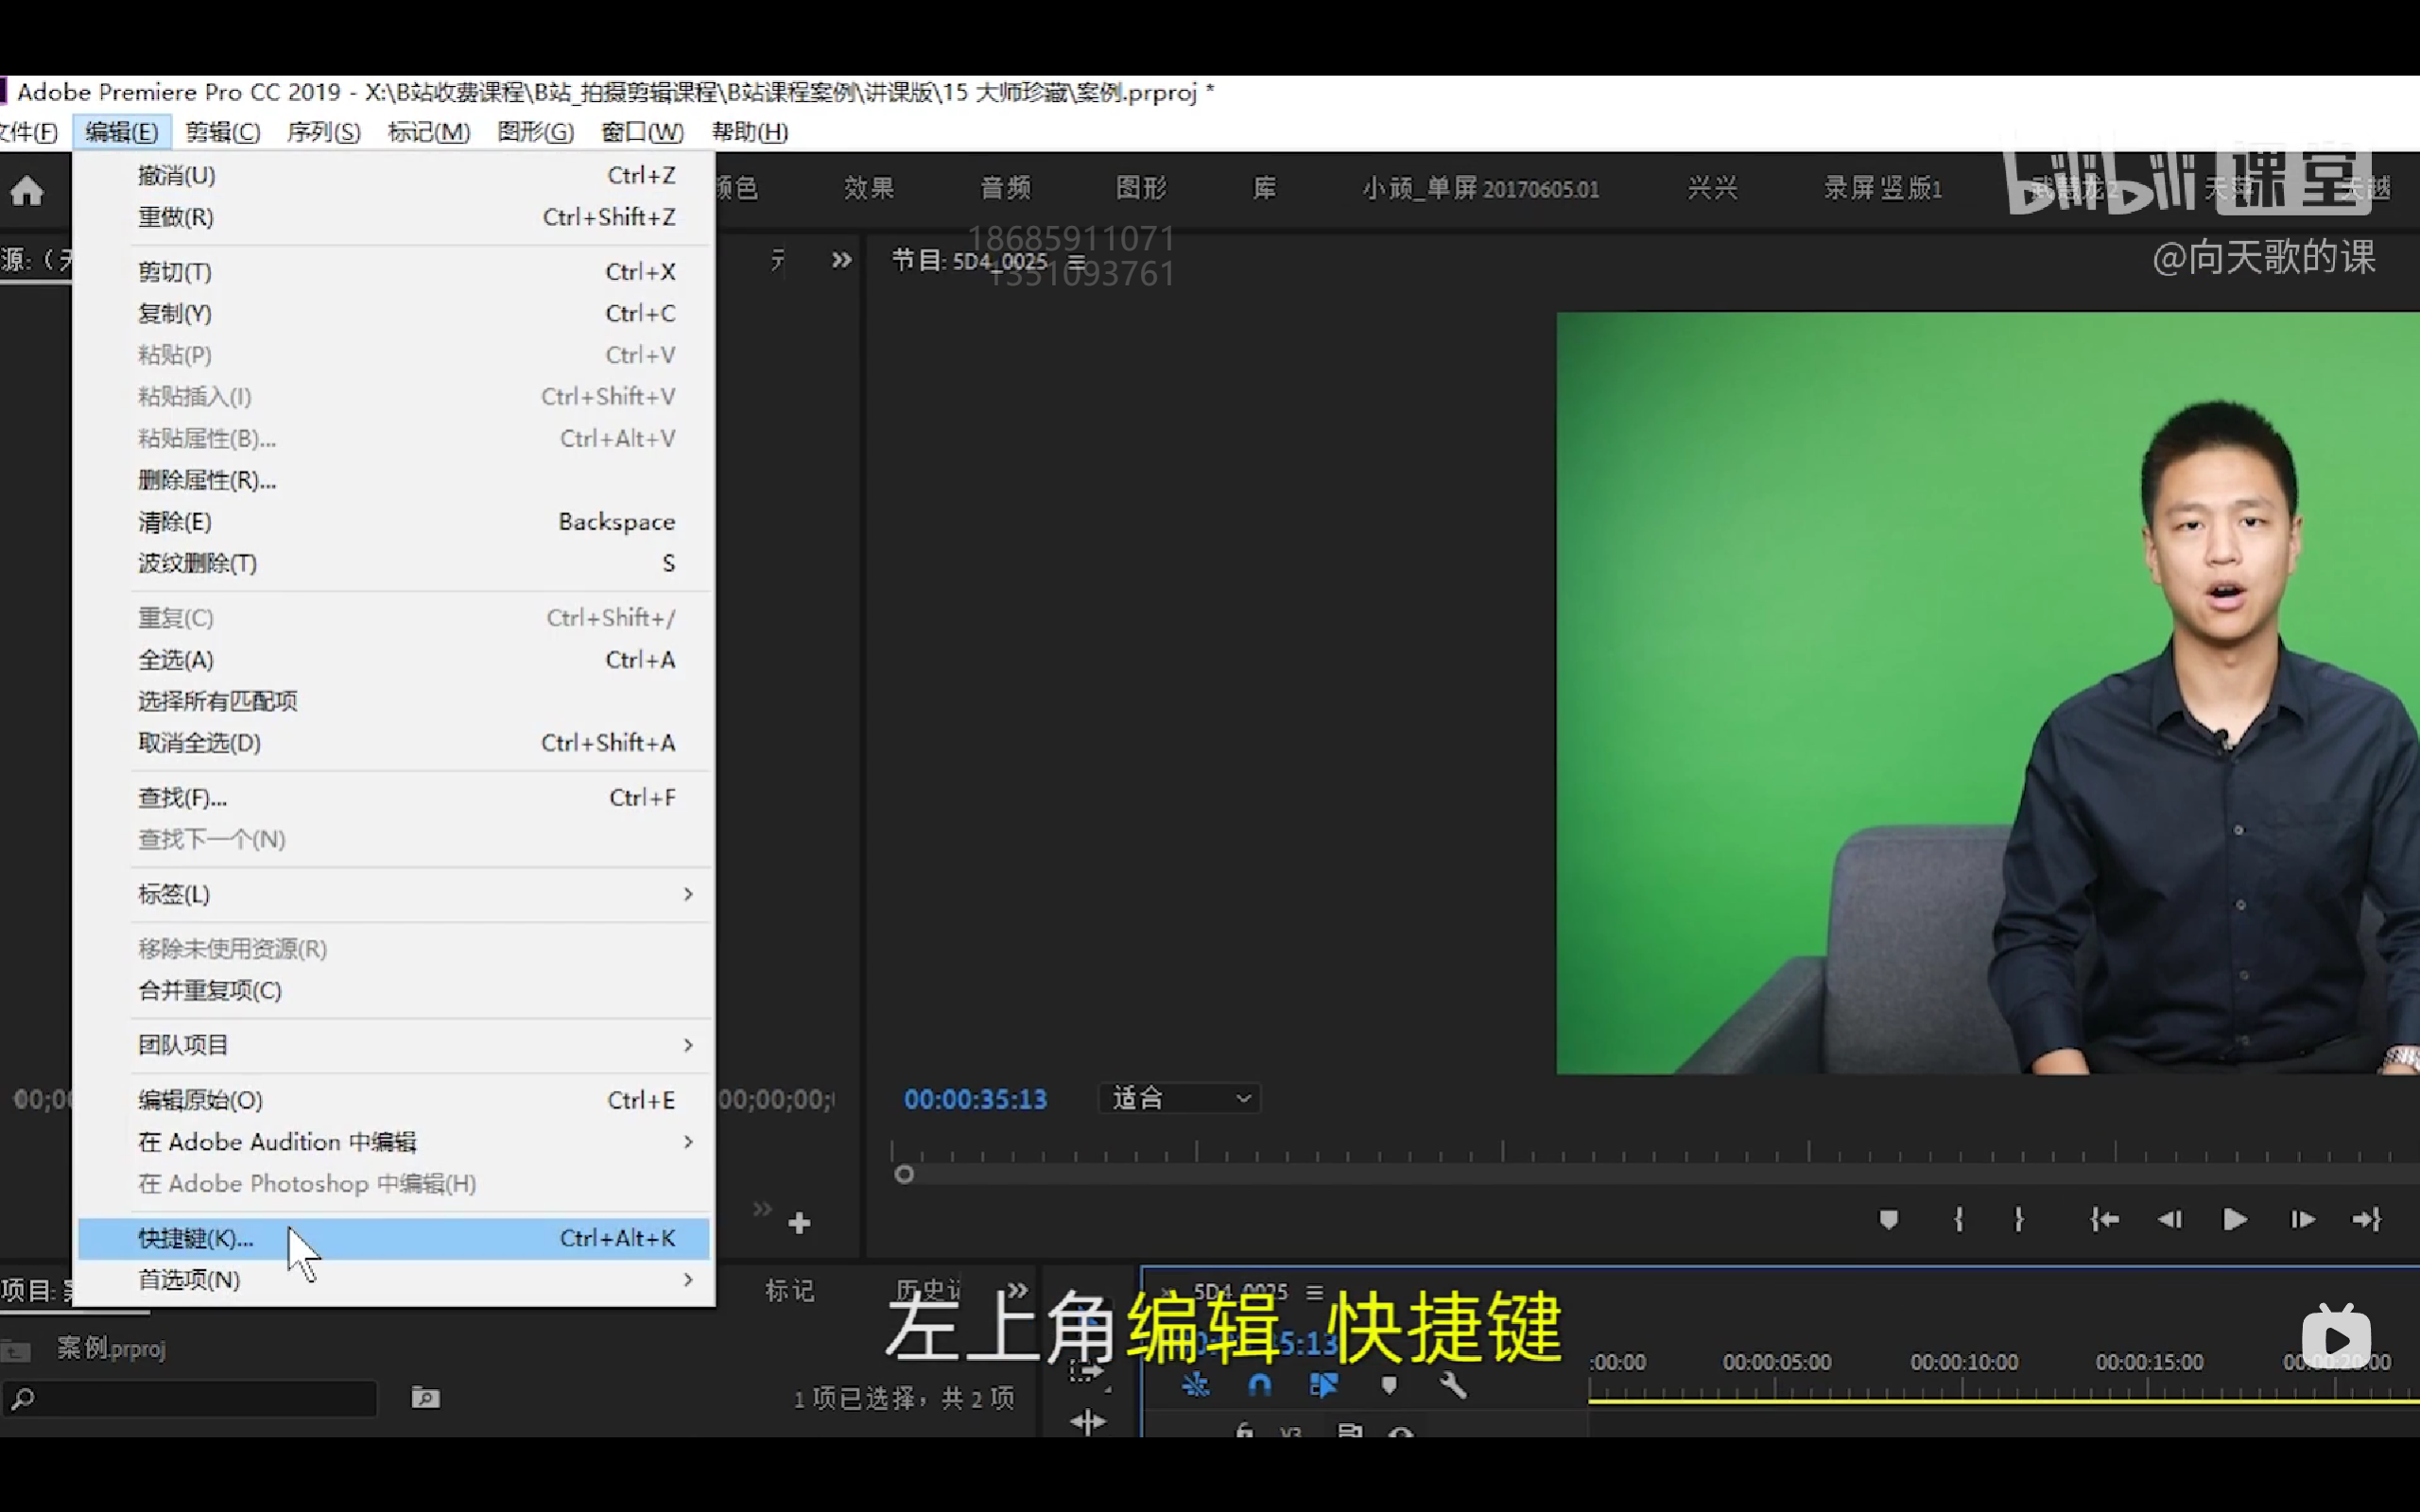 Adobe Premiere Pro CC 2019 - X:\B站收费课程\B站_拍摄剪辑课程\B站课程案例\讲课版\15 大师珍藏\案例.prproj *
文件(F) 编辑(E) 剪辑(C) 序列(S) 标记(M) 图形(G) 窗口(W) 帮助(H)
撤消(U) Ctrl+Z
重做(R) Ctrl+Shift+Z
剪切(T) Ctrl+X
复制(Y) Ctrl+C
粘贴(P) Ctrl+V
粘贴插入(I) Ctrl+Shift+V
粘贴属性(B)... Ctrl+Alt+V
删除属性(R)...
清除(E) Backspace
波纹删除(T) S
重复(C) Ctrl+Shift+/
全选(A) Ctrl+A
选择所有匹配项
取消全选(D) Ctrl+Shift+A
查找(F)... Ctrl+F
查找下一个(N)
标签(L)
移除未使用资源(R)
合并重复项(C)
团队项目
编辑原始(O) Ctrl+E
在 Adobe Audition 中编辑
在 Adobe Photoshop 中编辑(H)
快捷键(K)... Ctrl+Alt+K
首选项(N)
颜色 效果 音频 图形 库 小顽_单屏20170605.01 兴兴 录屏竖版1
bilibili 课堂
@向天歌的课
18685911071
1351093761
源:
节目: 5D4_0025
00:00:35:13 适合
项目:
标记
5D4_0025
左上角编辑 快捷键
案例.prproj
1 项已选择，共 2 项
:00:00 00:00:05:00 00:00:10:00 00:00:15:00 00:00:20:00
V3